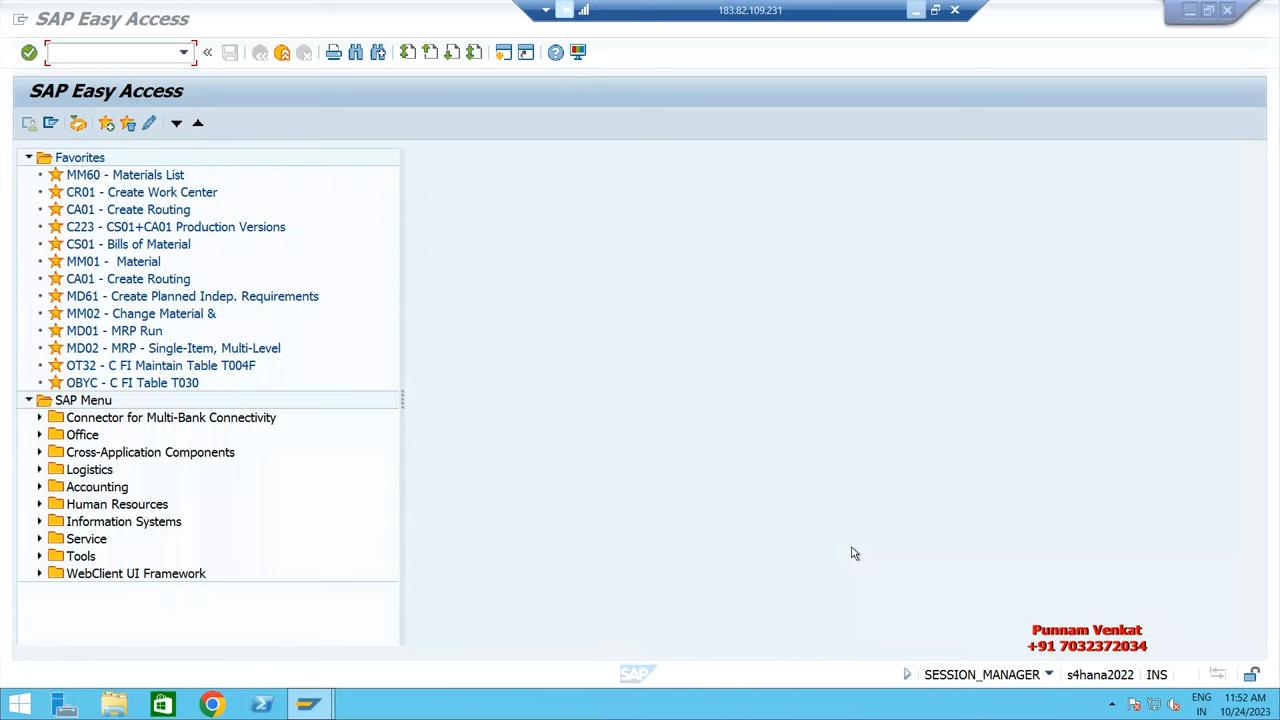 SAP Easy Access
183.82.109.231
SAP Easy Access
Favorites
MM60 - Materials List
CR01 - Create Work Center
CA01 - Create Routing
C223 - CS01+CA01 Production Versions
CS01 - Bills of Material
MM01 - Material
CA01 - Create Routing
MD61 - Create Planned Indep. Requirements
MM02 - Change Material &
MD01 - MRP Run
MD02 - MRP - Single-Item, Multi-Level
OT32 - C FI Maintain Table T004F
OBYC - C FI Table T030
SAP Menu
Connector for Multi-Bank Connectivity
Office
Cross-Application Components
Logistics
Accounting
Human Resources
Information Systems
Service
Tools
WebClient UI Framework
Punnam Venkat
+91 7032372034
SAP
SESSION_MANAGER
s4hana2022
INS
ENG
IN
11:52 AM
10/24/2023